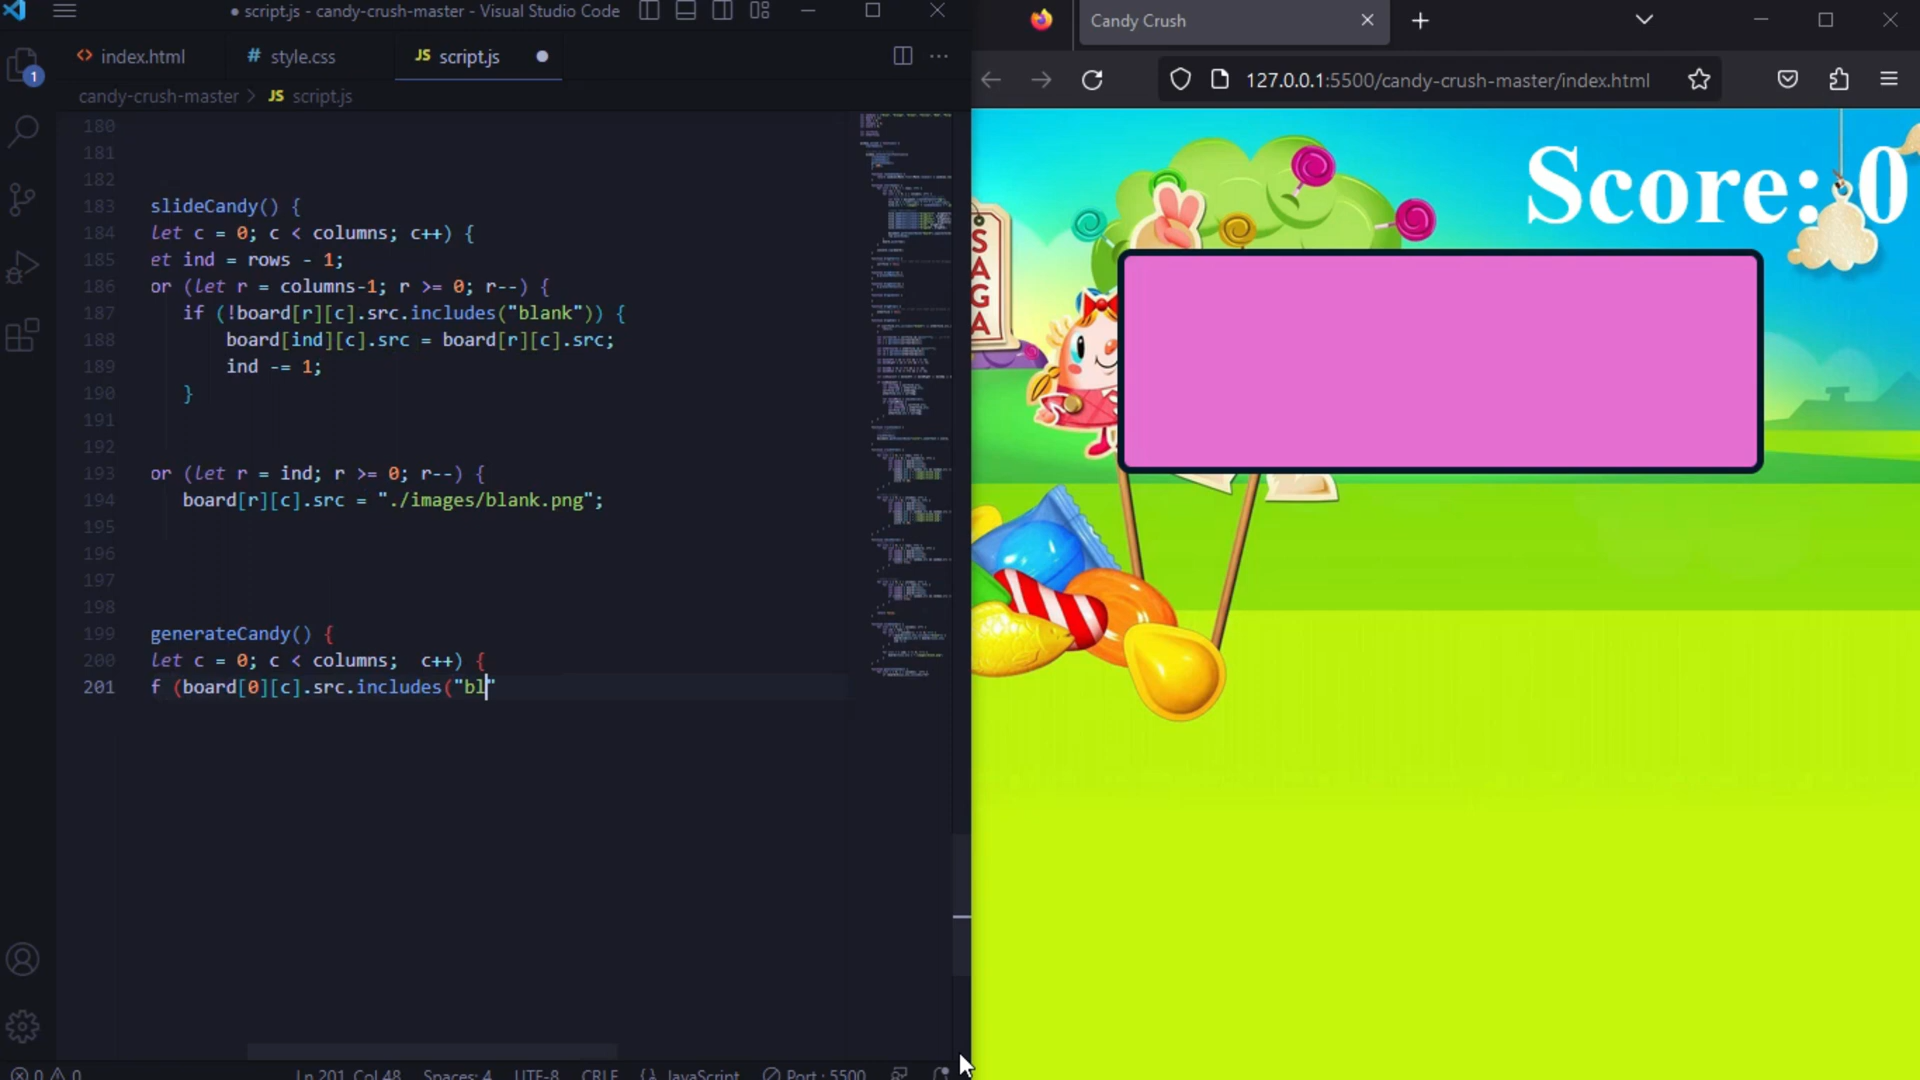 ● script.js - candy-crush-master - Visual Studio Code
1
<> index.html
# style.css
JS script.js ●
candy-crush-master > JS script.js
180
181
182
183 slideCandy() {
184 let c = 0; c < columns; c++) {
185 et ind = rows - 1;
186 or (let r = columns-1; r >= 0; r--) {
187 if (!board[r][c].src.includes("blank")) {
188 board[ind][c].src = board[r][c].src;
189 ind -= 1;
190 }
191
192
193 or (let r = ind; r >= 0; r--) {
194 board[r][c].src = "./images/blank.png";
195
196
197
198
199 generateCandy() {
200 let c = 0; c < columns;  c++) {
201 f (board[0][c].src.includes("bl"
0 0 Ln 201, Col 48 Spaces: 4 UTF-8 CRLF {} JavaScript Port : 5500
Candy Crush
127.0.0.1:5500/candy-crush-master/index.html
Score: 0
SAGA